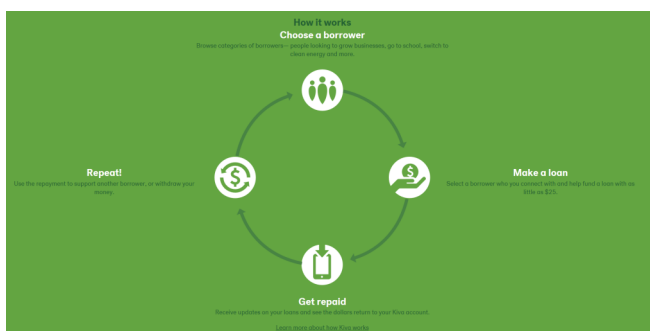 How it works
Choose a borrower
Browse categories of borrowers – people looking to grow businesses, go to school, switch to
clean energy and more.
Make a loan
Select a borrower who you connect with and help fund a loan with as
little as $25.
Get repaid
Receive updates on your loans and see the dollars return to your Kiva account.
Repeat!
Use the repayment to support another borrower, or withdraw your
money.
Learn more about how Kiva works